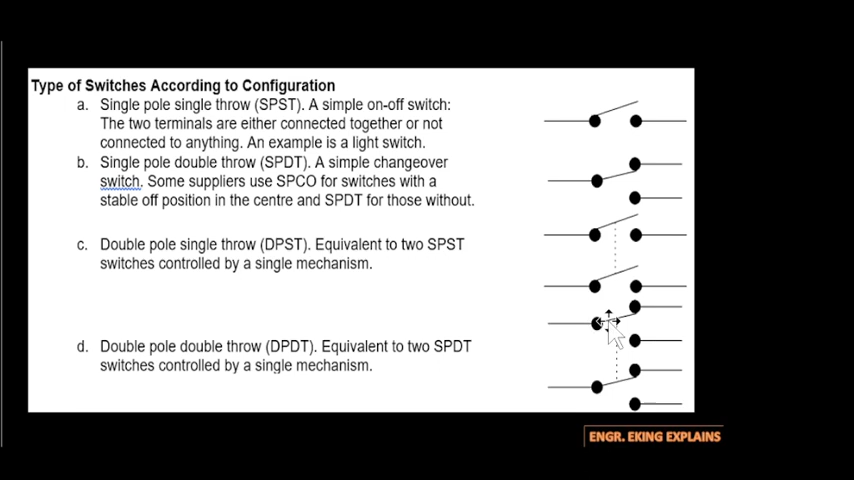 Type of Switches According to Configuration
a. Single pole single throw (SPST). A simple on-off switch:
The two terminals are either connected together or not
connected to anything. An example is a light switch.
b. Single pole double throw (SPDT). A simple changeover
switch. Some suppliers use SPCO for switches with a
stable off position in the centre and SPDT for those without.
c. Double pole single throw (DPST). Equivalent to two SPST
switches controlled by a single mechanism.
d. Double pole double throw (DPDT). Equivalent to two SPDT
switches controlled by a single mechanism.
ENGR. EKING EXPLAINS